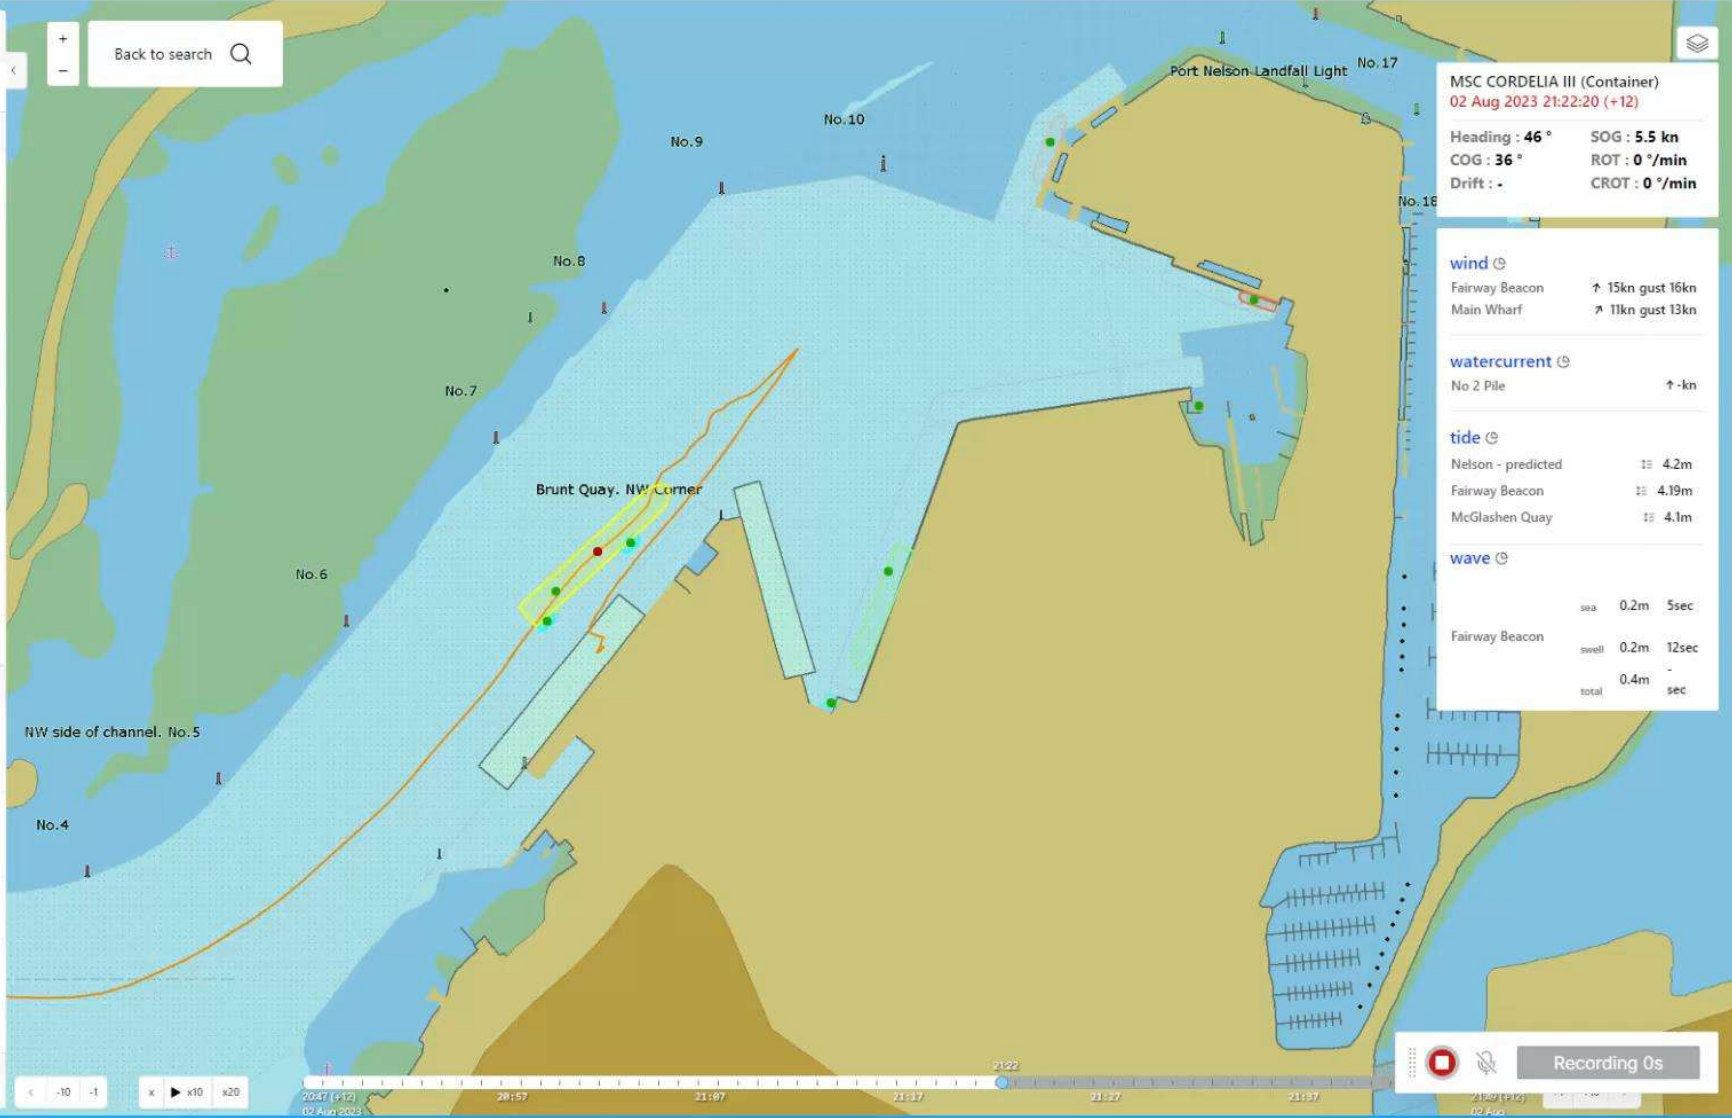 +
Back to search
−
No.17
Port Nelson Landfall Light
MSC CORDELIA III (Container)
02 Aug 2023 21:22:20 (+12)
Heading : 46 ° SOG : 5.5 kn
COG : 36 ° ROT : 0 °/min
Drift : - CROT : 0 °/min
No.10
No.9
No.18
No.8
wind
Fairway Beacon 15kn gust 16kn
Main Wharf 11kn gust 13kn
watercurrent
No 2 Pile -kn
No.7
tide
Nelson - predicted 4.2m
Fairway Beacon 4.19m
McGlashen Quay 4.1m
Brunt Quay. NW Corner
wave
No.6
sea 0.2m 5sec
Fairway Beacon
swell 0.2m 12sec
total 0.4m - sec
NW side of channel. No.5
No.4
Recording 0s
21:22
-10 -1 x x10 x20
20:47 (+12) 20:57 21:07 21:17 21:27 21:37
02 Aug 2023 02 Aug